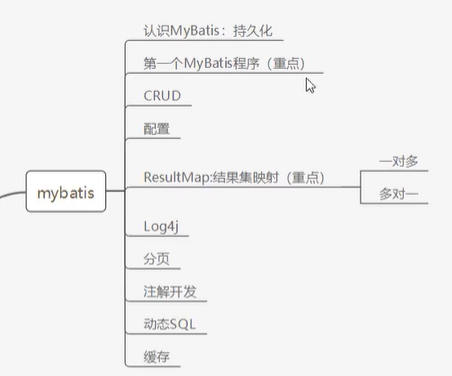 认识MyBatis：持久化
第一个MyBatis程序（重点）
CRUD
配置
mybatis
ResultMap:结果集映射（重点）
一对多
多对一
Log4j
分页
注解开发
动态SQL
缓存